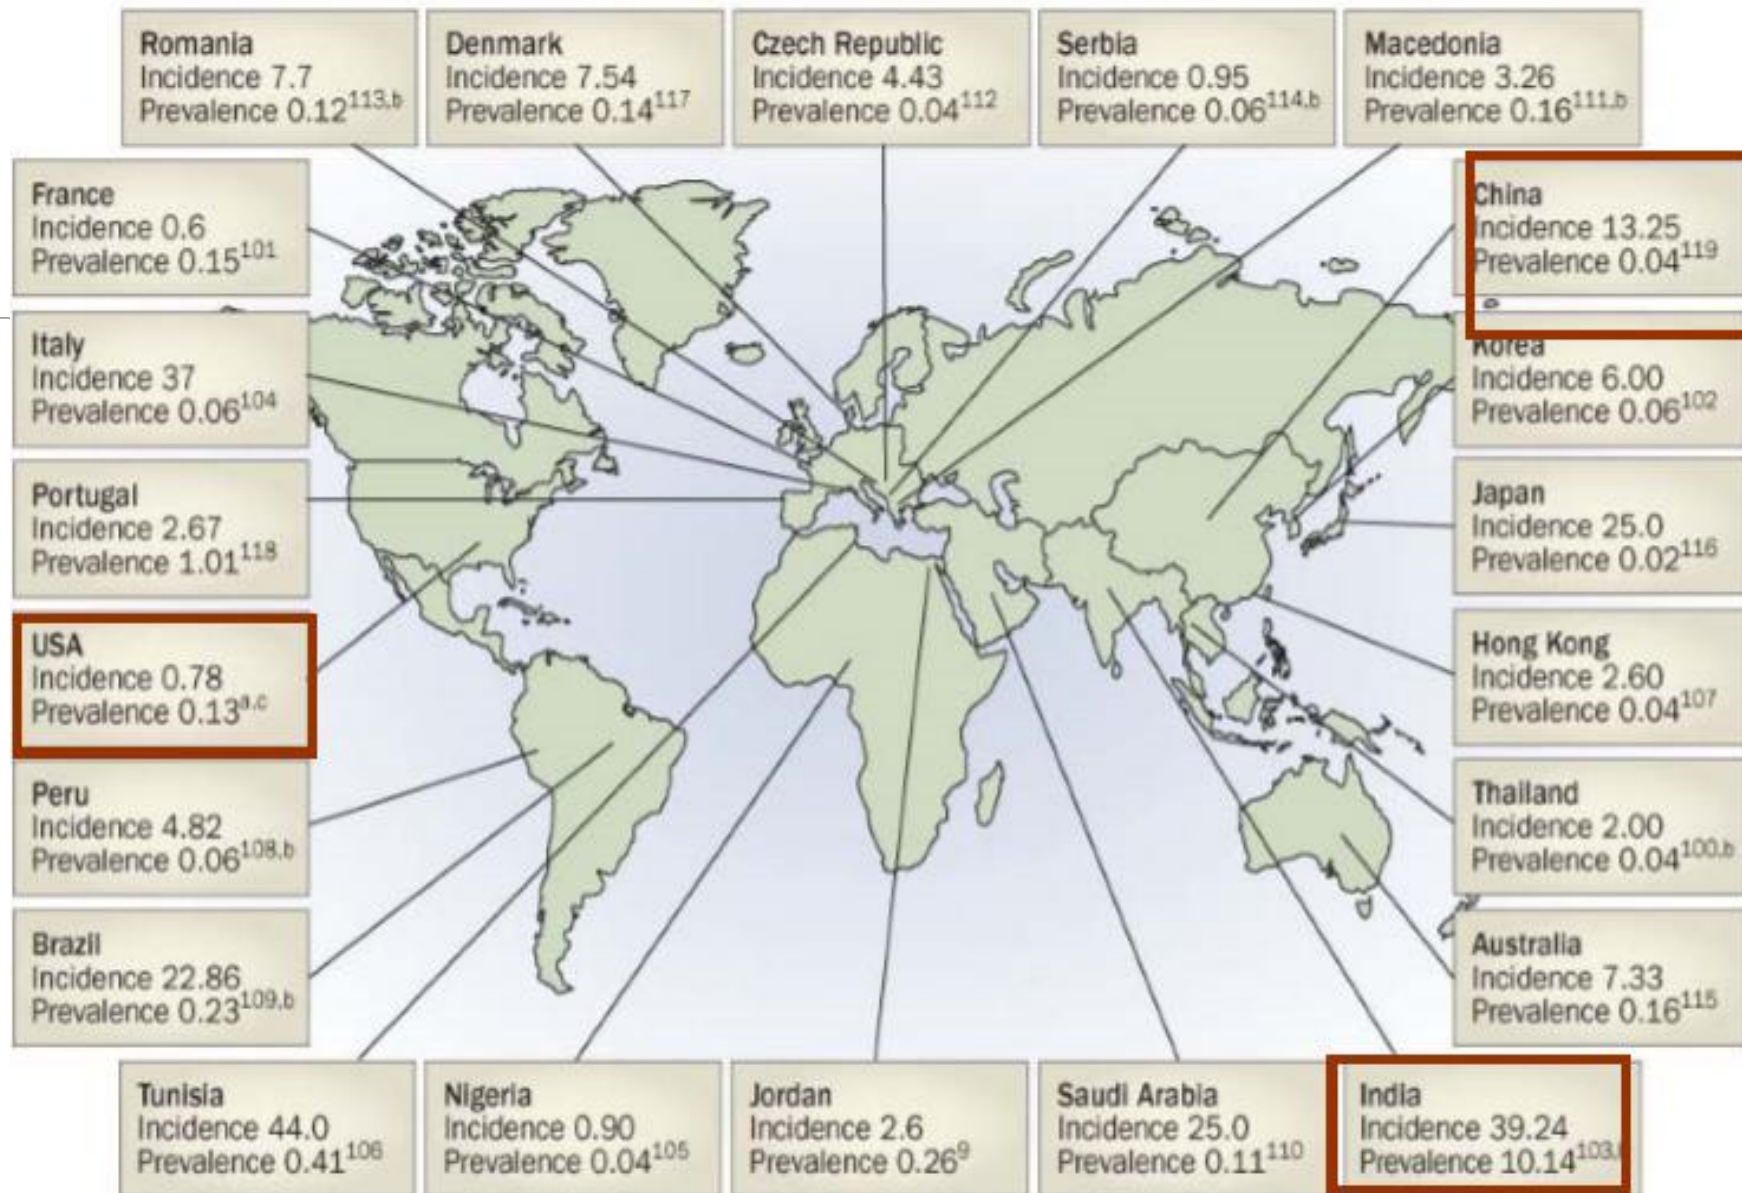 Romania
Incidence 7.7
Prevalence 0.12¹¹³,ᵇ
Denmark
Incidence 7.54
Prevalence 0.14¹¹⁷
Czech Republic
Incidence 4.43
Prevalence 0.04¹¹²
Serbia
Incidence 0.95
Prevalence 0.06¹¹⁴,ᵇ
Macedonia
Incidence 3.26
Prevalence 0.16¹¹¹,ᵇ
France
Incidence 0.6
Prevalence 0.15¹⁰¹
Italy
Incidence 37
Prevalence 0.06¹⁰⁴
Portugal
Incidence 2.67
Prevalence 1.01¹¹⁸
USA
Incidence 0.78
Prevalence 0.13ᵃ,ᶜ
Peru
Incidence 4.82
Prevalence 0.06¹⁰⁸,ᵇ
Brazil
Incidence 22.86
Prevalence 0.23¹⁰⁹,ᵇ
China
Incidence 13.25
Prevalence 0.04¹¹⁹
Korea
Incidence 6.00
Prevalence 0.06¹⁰²
Japan
Incidence 25.0
Prevalence 0.02¹¹⁶
Hong Kong
Incidence 2.60
Prevalence 0.04¹⁰⁷
Thailand
Incidence 2.00
Prevalence 0.04¹⁰⁰,ᵇ
Australia
Incidence 7.33
Prevalence 0.16¹¹⁵
Tunisia
Incidence 44.0
Prevalence 0.41¹⁰⁶
Nigeria
Incidence 0.90
Prevalence 0.04¹⁰⁵
Jordan
Incidence 2.6
Prevalence 0.26⁹
Saudi Arabia
Incidence 25.0
Prevalence 0.11¹¹⁰
India
Incidence 39.24
Prevalence 10.14¹⁰³,